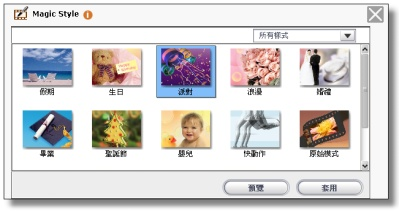 Magic Style
所有樣式
假期 生日 派對 浪漫 婚禮
畢業 聖誕節 嬰兒 快動作 原始模式
預覽 套用